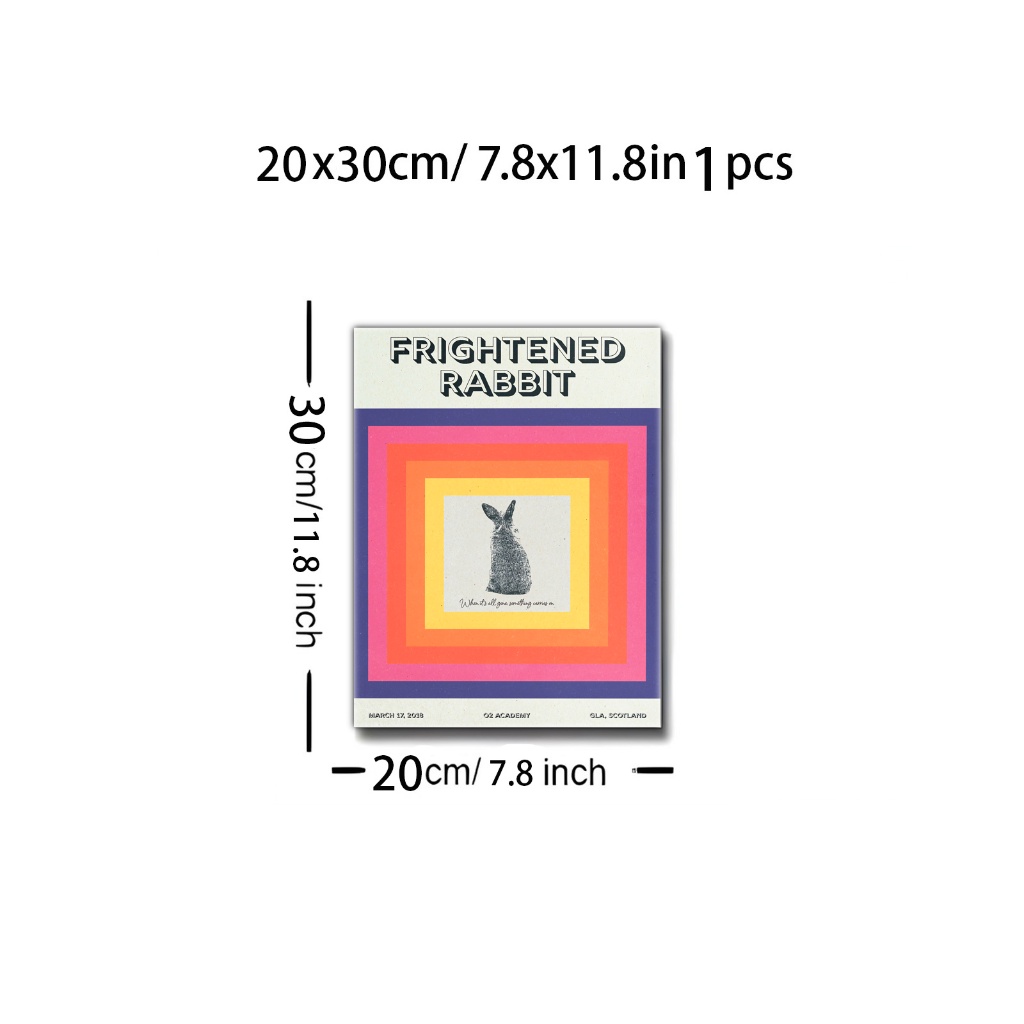 20x30cm/ 7.8x11.8in 1 pcs
FRIGHTENED
RABBIT
When it's all gone, something carries on
MARCH 17, 2018 O2 ACADEMY GLA, SCOTLAND
30cm/11.8 inch
20cm/ 7.8 inch